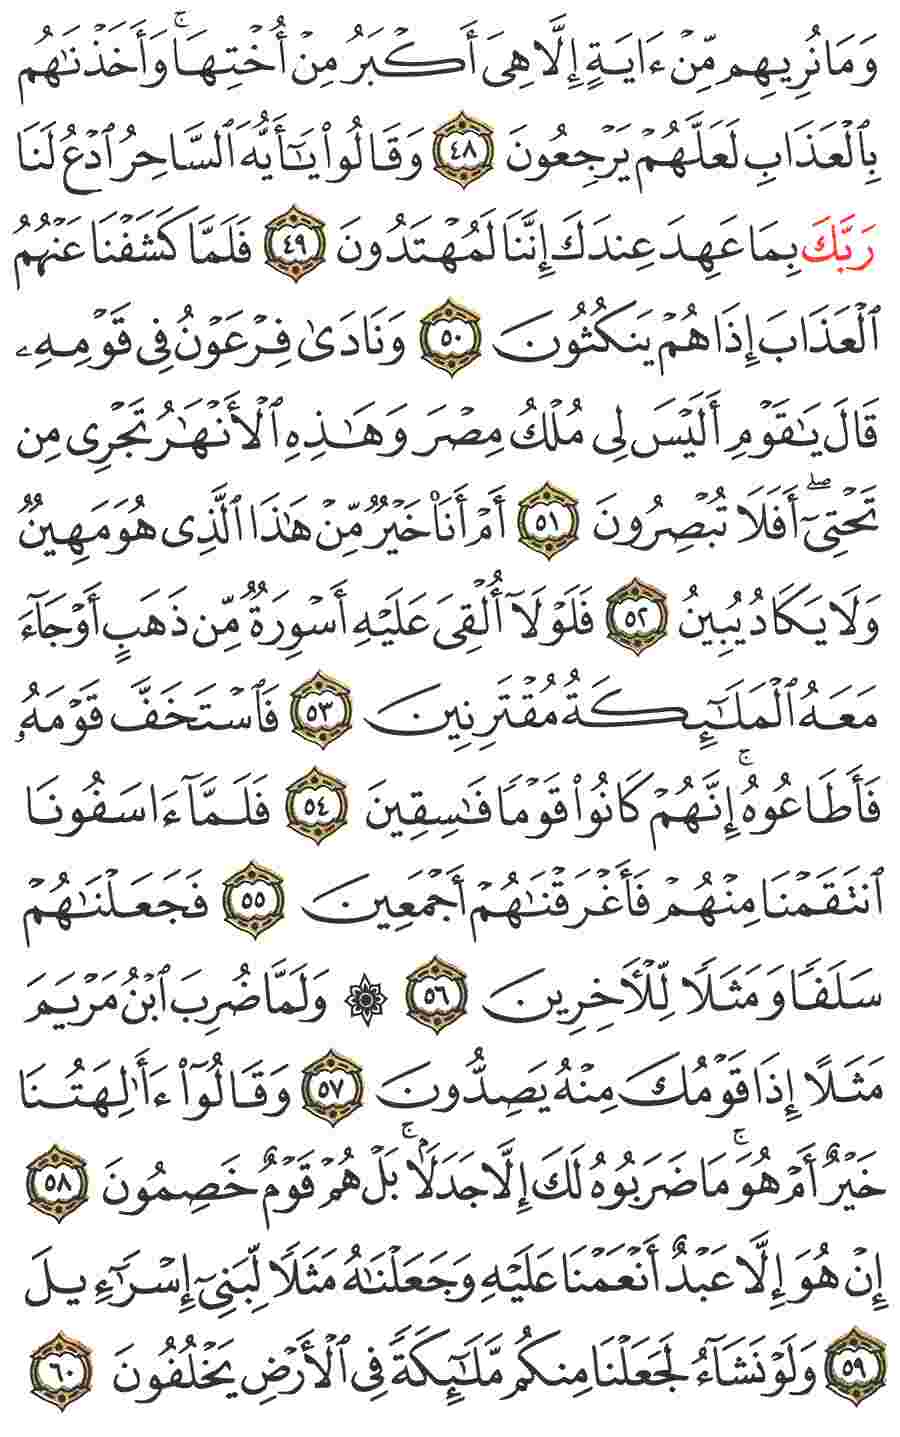 وَمَا نُرِيهِم مِّنْ ءَايَةٍ إِلَّا هِىَ أَكْبَرُ مِنْ أُخْتِهَا ۚ وَأَخَذْنَٰهُم
بِٱلْعَذَابِ لَعَلَّهُمْ يَرْجِعُونَ ٤٨ وَقَالُوا۟ يَٰٓأَيُّهَ ٱلسَّاحِرُ ٱدْعُ لَنَا
رَبَّكَ بِمَا عَهِدَ عِندَكَ إِنَّنَا لَمُهْتَدُونَ ٤٩ فَلَمَّا كَشَفْنَا عَنْهُمُ
ٱلْعَذَابَ إِذَا هُمْ يَنكُثُونَ ٥٠ وَنَادَىٰ فِرْعَوْنُ فِى قَوْمِهِۦ
قَالَ يَٰقَوْمِ أَلَيْسَ لِى مُلْكُ مِصْرَ وَهَٰذِهِ ٱلْأَنْهَٰرُ تَجْرِى مِن
تَحْتِىٓ ۖ أَفَلَا تُبْصِرُونَ ٥١ أَمْ أَنَا۠ خَيْرٌ مِّنْ هَٰذَا ٱلَّذِى هُوَ مَهِينٌ
وَلَا يَكَادُ يُبِينُ ٥٢ فَلَوْلَآ أُلْقِىَ عَلَيْهِ أَسْوِرَةٌ مِّن ذَهَبٍ أَوْ جَآءَ
مَعَهُ ٱلْمَلَٰٓئِكَةُ مُقْتَرِنِينَ ٥٣ فَٱسْتَخَفَّ قَوْمَهُۥ
فَأَطَاعُوهُ ۚ إِنَّهُمْ كَانُوا۟ قَوْمًا فَٰسِقِينَ ٥٤ فَلَمَّآ ءَاسَفُونَا
ٱنتَقَمْنَا مِنْهُمْ فَأَغْرَقْنَٰهُمْ أَجْمَعِينَ ٥٥ فَجَعَلْنَٰهُمْ
سَلَفًا وَمَثَلًا لِّلْءَاخِرِينَ ٥٦ ۞ وَلَمَّا ضُرِبَ ٱبْنُ مَرْيَمَ
مَثَلًا إِذَا قَوْمُكَ مِنْهُ يَصِدُّونَ ٥٧ وَقَالُوٓا۟ ءَأَٰلِهَتُنَا
خَيْرٌ أَمْ هُوَ ۚ مَا ضَرَبُوهُ لَكَ إِلَّا جَدَلًۢا ۚ بَلْ هُمْ قَوْمٌ خَصِمُونَ ٥٨
إِنْ هُوَ إِلَّا عَبْدٌ أَنْعَمْنَا عَلَيْهِ وَجَعَلْنَٰهُ مَثَلًا لِّبَنِىٓ إِسْرَٰٓءِيلَ
٥٩ وَلَوْ نَشَآءُ لَجَعَلْنَا مِنكُم مَّلَٰٓئِكَةً فِى ٱلْأَرْضِ يَخْلُفُونَ ٦٠